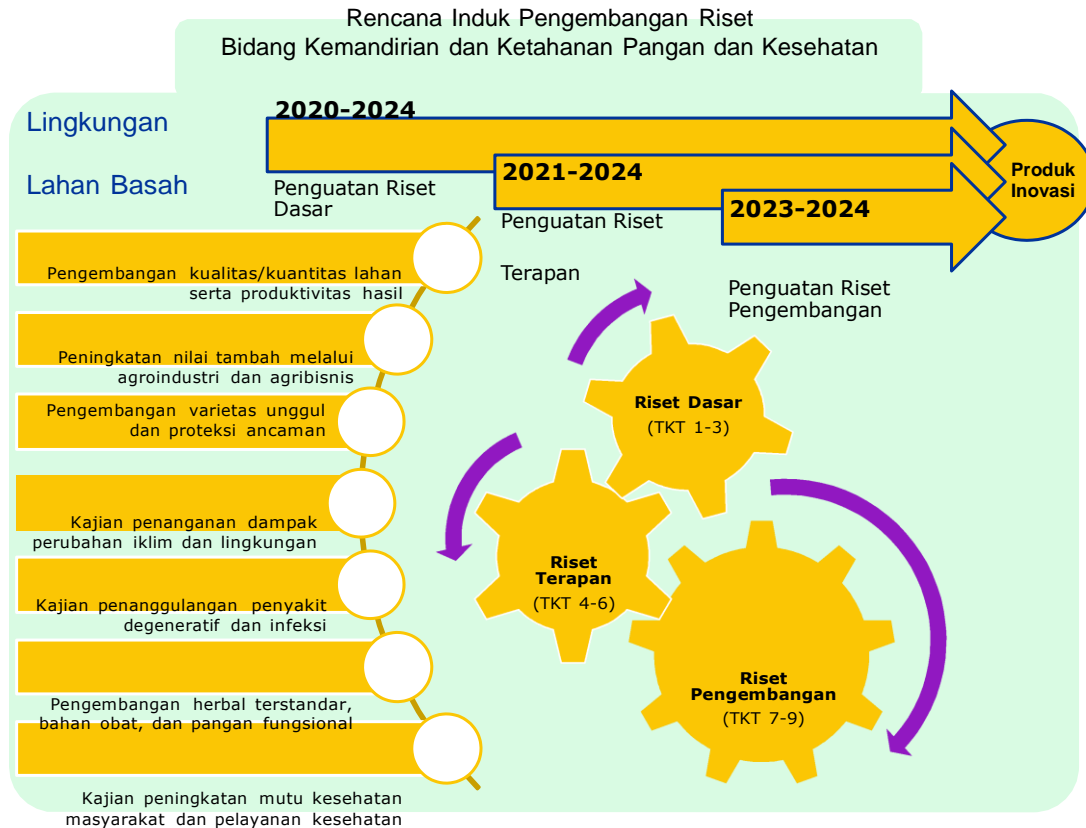 Rencana Induk Pengembangan Riset
Bidang Kemandirian dan Ketahanan Pangan dan Kesehatan
Lingkungan
Lahan Basah
2020-2024
Penguatan Riset
Dasar
2021-2024
Penguatan Riset
Terapan
2023-2024
Penguatan Riset
Pengembangan
Produk
Inovasi
Pengembangan kualitas/kuantitas lahan
serta produktivitas hasil
Peningkatan nilai tambah melalui
agroindustri dan agribisnis
Pengembangan varietas unggul
dan proteksi ancaman
Kajian penanganan dampak
perubahan iklim dan lingkungan
Kajian penanggulangan penyakit
degeneratif dan infeksi
Pengembangan herbal terstandar,
bahan obat, dan pangan fungsional
Kajian peningkatan mutu kesehatan
masyarakat dan pelayanan kesehatan
Riset Dasar
(TKT 1-3)
Riset
Terapan
(TKT 4-6)
Riset
Pengembangan
(TKT 7-9)